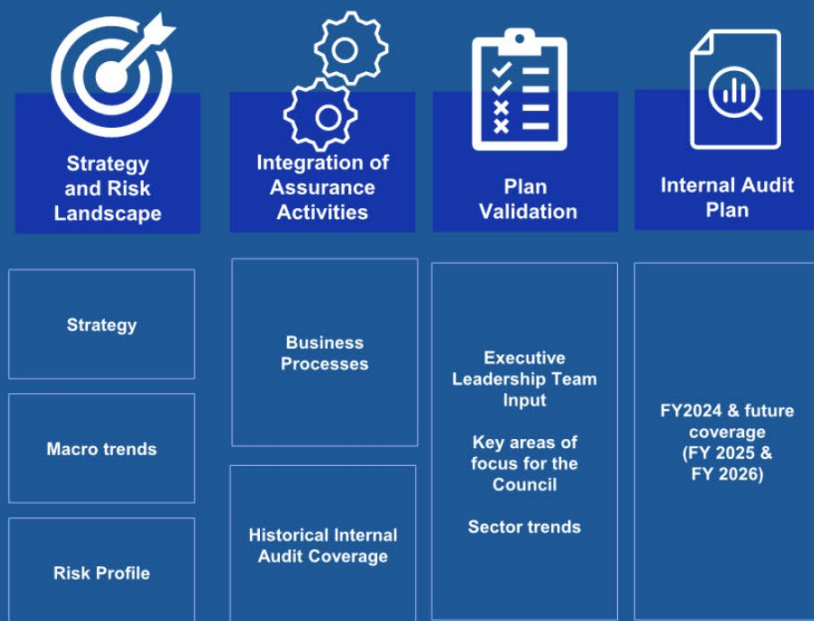 Strategy
and Risk
Landscape
Integration of
Assurance
Activities
Plan
Validation
Internal Audit
Plan
Strategy
Macro trends
Risk Profile
Business
Processes
Historical Internal
Audit Coverage
Executive
Leadership Team
Input
Key areas of
focus for the
Council
Sector trends
FY2024 & future
coverage
(FY 2025 &
FY 2026)